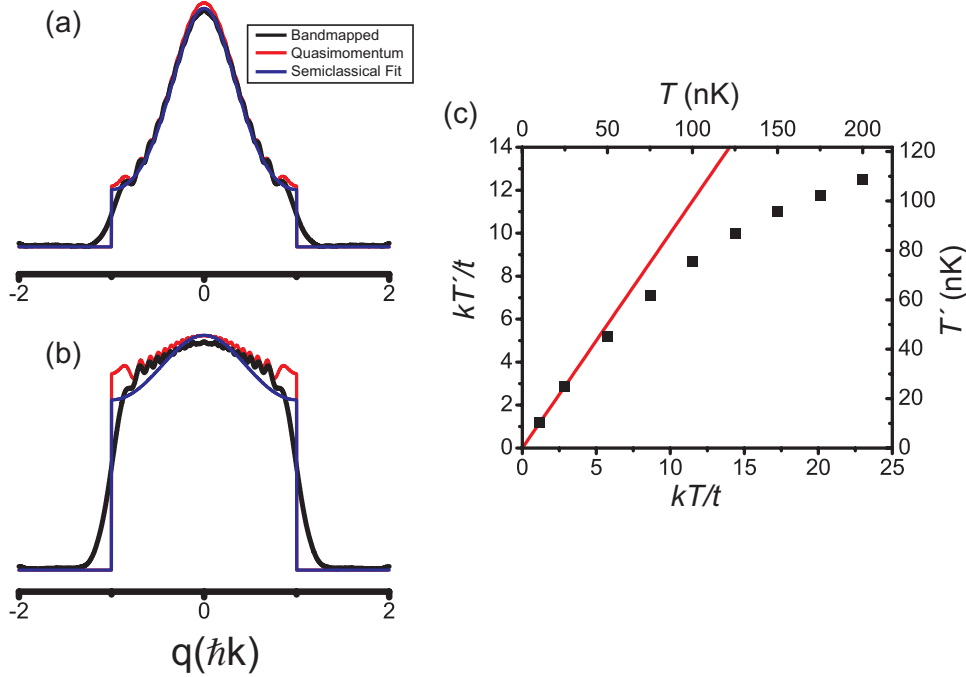 (a)
Bandmapped
Quasimomentum
Semiclassical Fit
-2 0 2
(b)
-2 0 2
q(ℏk)
(c)
T (nK)
0 50 100 150 200
14
12
10
8
6
4
2
0
kT´/t
120
100
80
60
40
20
0
T´ (nK)
0 5 10 15 20 25
kT/t